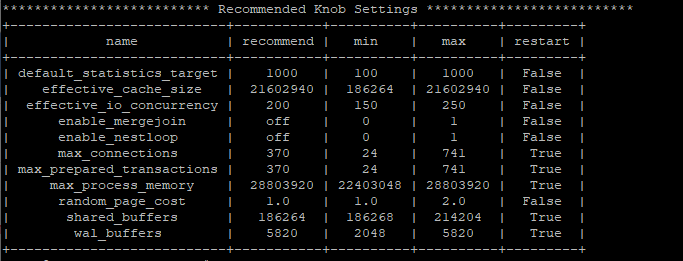 ************************** Recommended Knob Settings **************************
+---------------------------+-----------+----------+----------+---------+
| name | recommend | min | max | restart |
+---------------------------+-----------+----------+----------+---------+
| default_statistics_target | 1000 | 100 | 1000 | False |
| effective_cache_size | 21602940 | 186264 | 21602940 | False |
| effective_io_concurrency | 200 | 150 | 250 | False |
| enable_mergejoin | off | 0 | 1 | False |
| enable_nestloop | off | 0 | 1 | False |
| max_connections | 370 | 24 | 741 | True |
| max_prepared_transactions | 370 | 24 | 741 | True |
| max_process_memory | 28803920 | 22403048 | 28803920 | True |
| random_page_cost | 1.0 | 1.0 | 2.0 | False |
| shared_buffers | 186264 | 186268 | 214204 | True |
| wal_buffers | 5820 | 2048 | 5820 | True |
+---------------------------+-----------+----------+----------+---------+